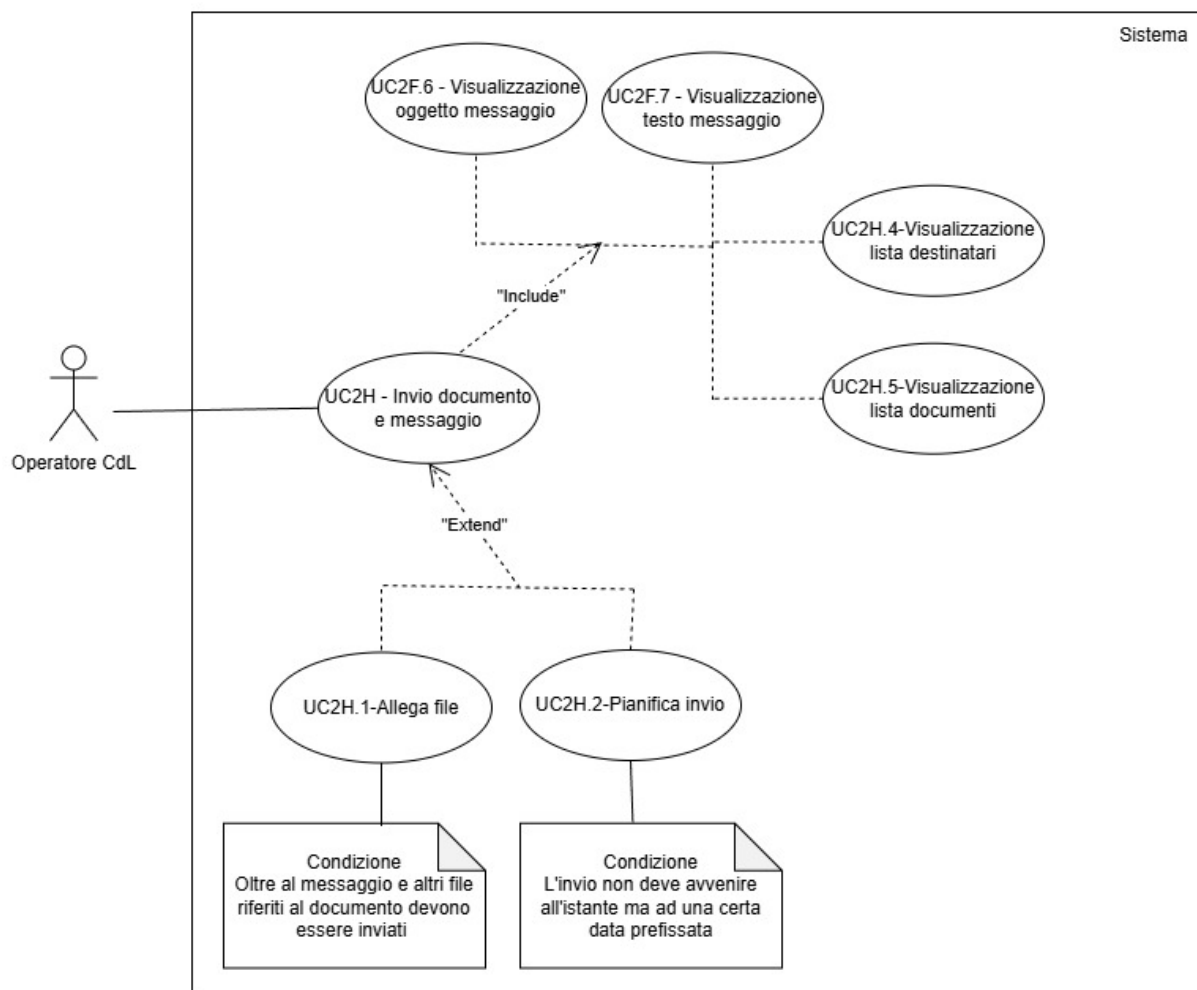 Sistema
UC2F.6 - Visualizzazione
oggetto messaggio
UC2F.7 - Visualizzazione
testo messaggio
UC2H.4-Visualizzazione
lista destinatari
"Include"
UC2H - Invio documento
e messaggio
UC2H.5-Visualizzazione
lista documenti
Operatore CdL
"Extend"
UC2H.1-Allega file
UC2H.2-Pianifica invio
Condizione
Oltre al messaggio e altri file
riferiti al documento devono
essere inviati
Condizione
L'invio non deve avvenire
all'istante ma ad una certa
data prefissata